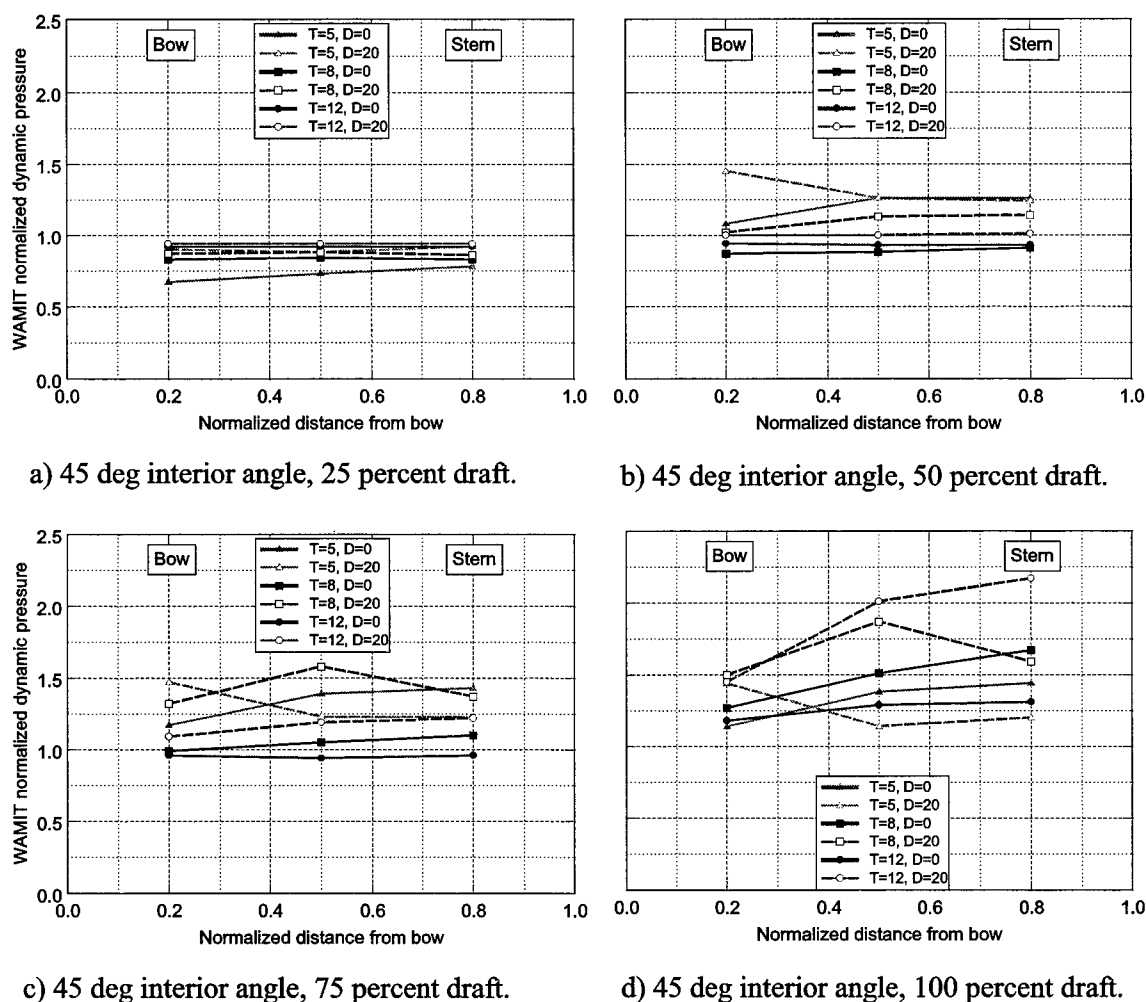 2.5
2.0
1.5
1.0
0.5
0.0
WAMIT normalized dynamic pressure
Bow
Stern
T=5, D=0
T=5, D=20
T=8, D=0
T=8, D=20
T=12, D=0
T=12, D=20
0.0 0.2 0.4 0.6 0.8 1.0
Normalized distance from bow
a) 45 deg interior angle, 25 percent draft.
Bow
Stern
T=5, D=0
T=5, D=20
T=8, D=0
T=8, D=20
T=12, D=0
T=12, D=20
0.0 0.2 0.4 0.6 0.8 1.0
Normalized distance from bow
b) 45 deg interior angle, 50 percent draft.
2.5
2.0
1.5
1.0
0.5
0.0
WAMIT normalized dynamic pressure
Bow
Stern
T=5, D=0
T=5, D=20
T=8, D=0
T=8, D=20
T=12, D=0
T=12, D=20
0.0 0.2 0.4 0.6 0.8 1.0
Normalized distance from bow
c) 45 deg interior angle, 75 percent draft.
Bow
Stern
T=5, D=0
T=5, D=20
T=8, D=0
T=8, D=20
T=12, D=0
T=12, D=20
0.0 0.2 0.4 0.6 0.8 1.0
Normalized distance from bow
d) 45 deg interior angle, 100 percent draft.